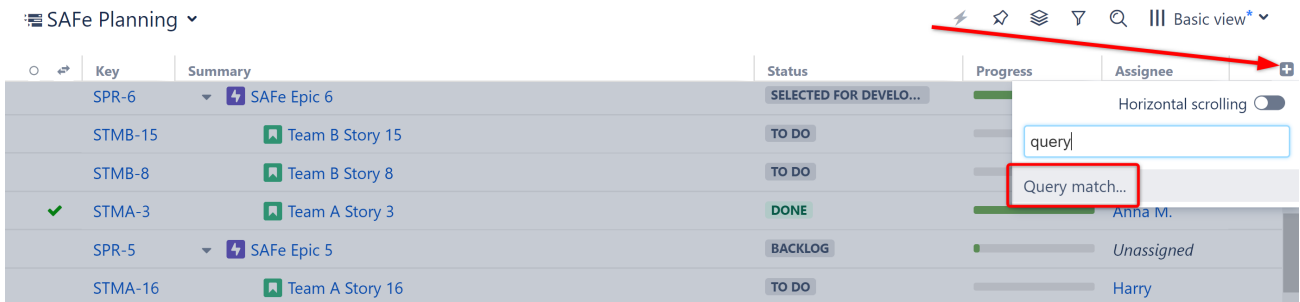 SAFe Planning
Basic view*
Key Summary Status Progress Assignee
SPR-6 SAFe Epic 6 SELECTED FOR DEVELO...
Horizontal scrolling
STMB-15 Team B Story 15 TO DO
query
STMB-8 Team B Story 8 TO DO
Query match...
STMA-3 Team A Story 3 DONE Anna M.
SPR-5 SAFe Epic 5 BACKLOG Unassigned
STMA-16 Team A Story 16 TO DO Harry